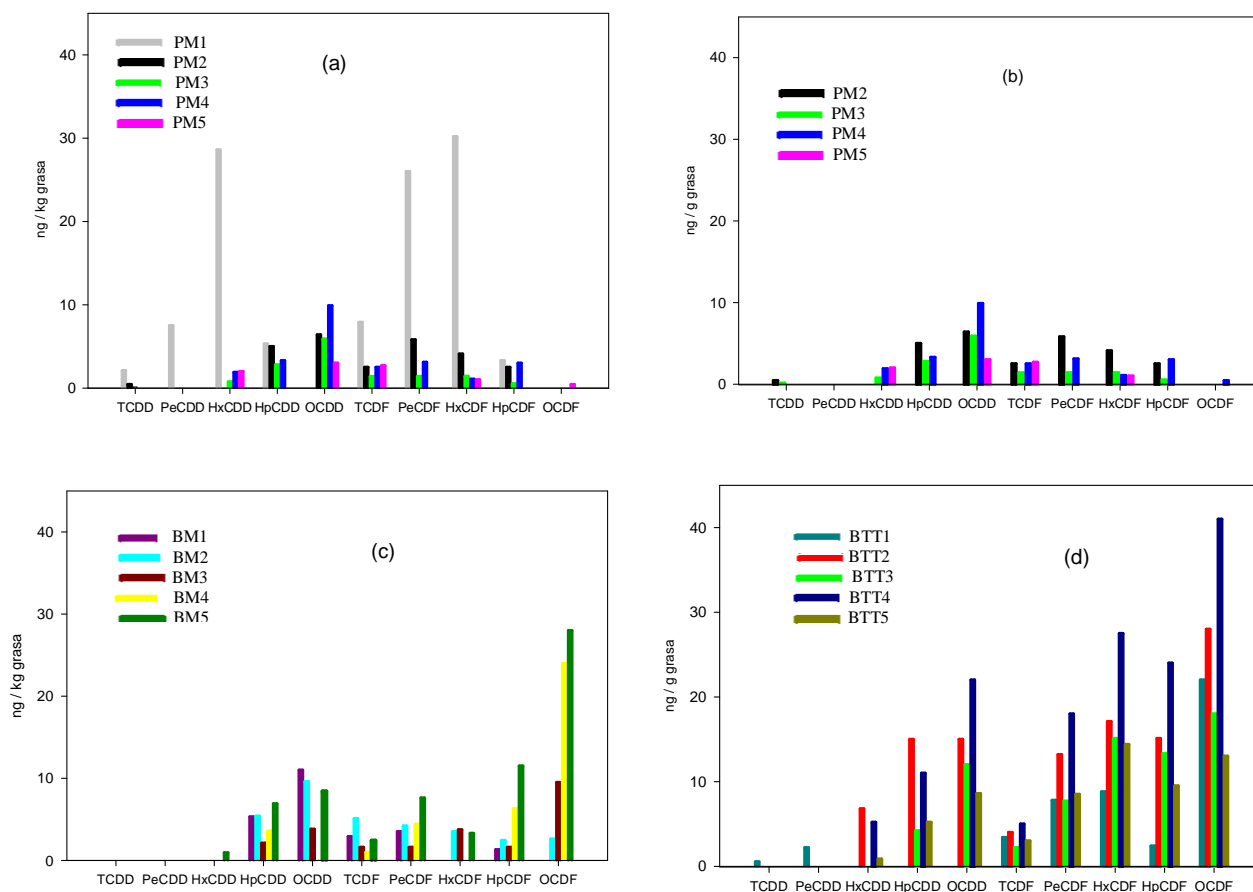 (a)
PM1
PM2
PM3
PM4
PM5
ng / kg grasa
40
30
20
10
0
TCDD PeCDD HxCDD HpCDD OCDD TCDF PeCDF HxCDF HpCDF OCDF
(b)
PM2
PM3
PM4
PM5
ng / g grasa
40
30
20
10
0
TCDD PeCDD HxCDD HpCDD OCDD TCDF PeCDF HxCDF HpCDF OCDF
(c)
BM1
BM2
BM3
BM4
BM5
ng / kg grasa
40
30
20
10
0
TCDD PeCDD HxCDD HpCDD OCDD TCDF PeCDF HxCDF HpCDF OCDF
(d)
BTT1
BTT2
BTT3
BTT4
BTT5
ng / g grasa
40
30
20
10
0
TCDD PeCDD HxCDD HpCDD OCDD TCDF PeCDF HxCDF HpCDF OCDF